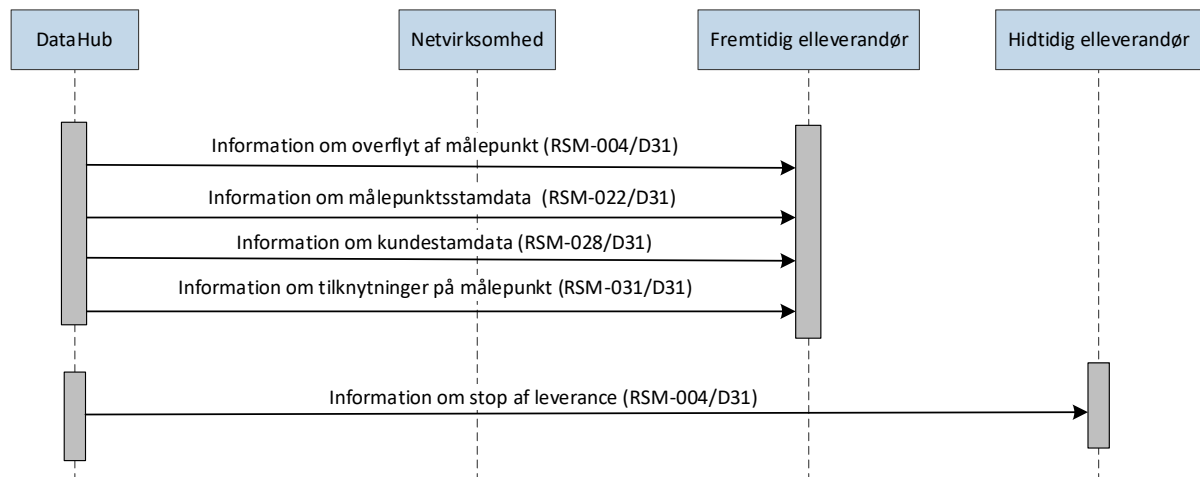 DataHub
Netvirksomhed
Fremtidig elleverandør
Hidtidig elleverandør
Information om overflyt af målepunkt (RSM-004/D31)
Information om målepunktsstamdata (RSM-022/D31)
Information om kundestamdata (RSM-028/D31)
Information om tilknytninger på målepunkt (RSM-031/D31)
Information om stop af leverance (RSM-004/D31)